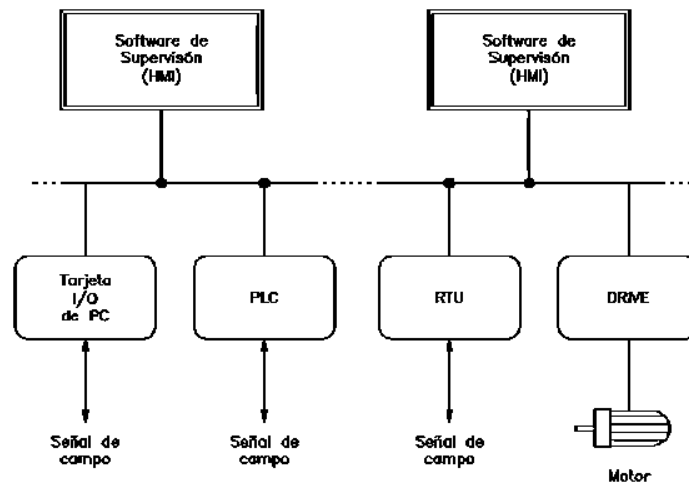 Software de
Supervisón
(HMI)
Software de
Supervisón
(HMI)
Tarjeta
I/O
de PC
PLC
RTU
DRIVE
Señal de
campo
Señal de
campo
Señal de
campo
Motor